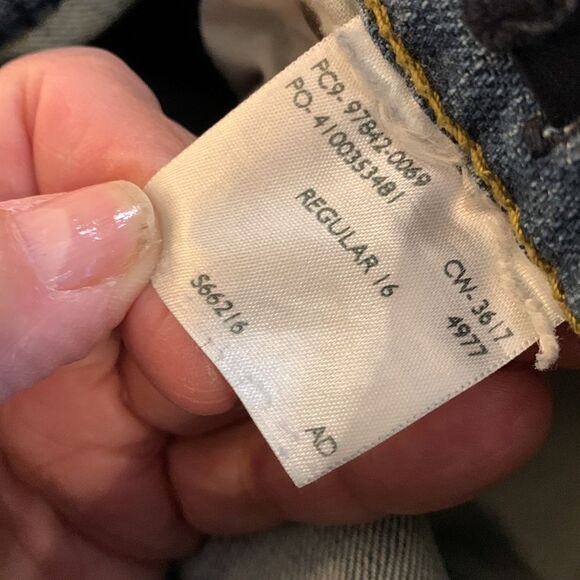 PC9-97842-0069
PO-4100353481
REGULAR 16
CW-3617
4977
S66216
AD